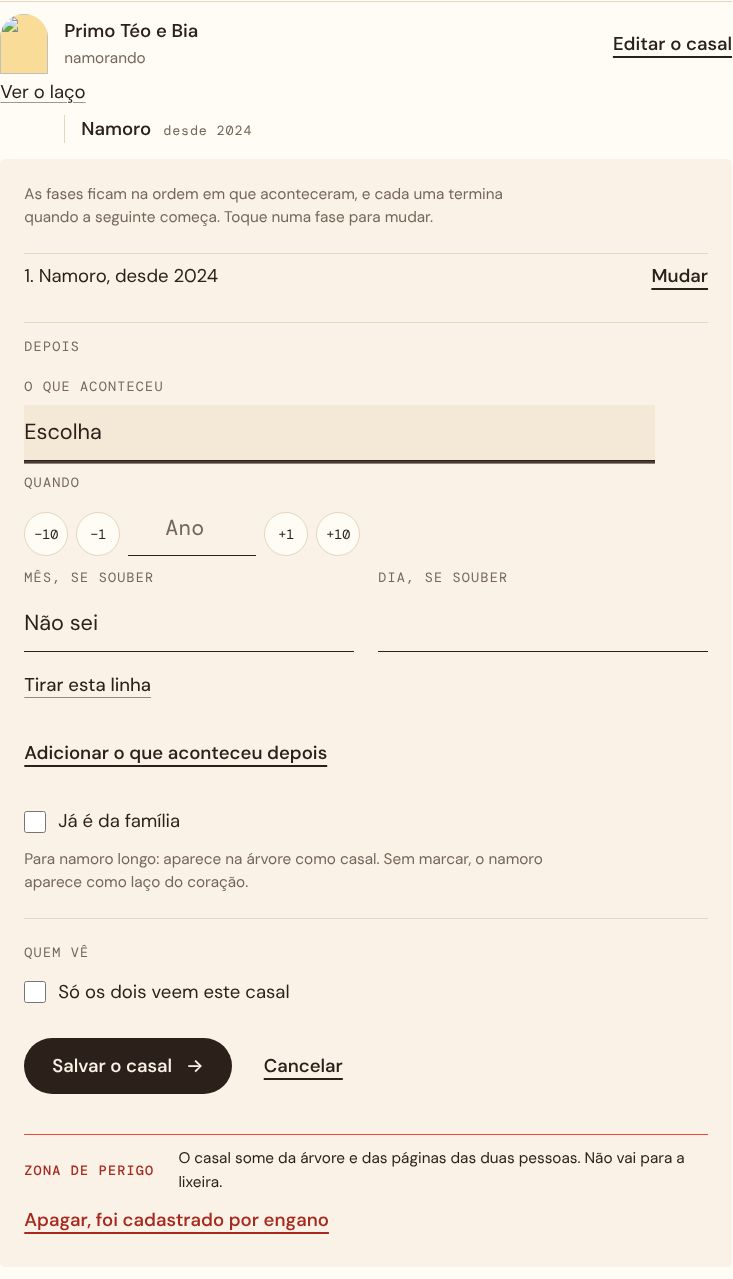 Primo Téo e Bia
namorando
Editar o casal
Ver o laço
Namoro desde 2024
As fases ficam na ordem em que aconteceram, e cada uma termina
quando a seguinte começa. Toque numa fase para mudar.
1. Namoro, desde 2024
Mudar
DEPOIS
O QUE ACONTECEU
Escolha
QUANDO
−10 −1 Ano +1 +10
MÊS, SE SOUBER
DIA, SE SOUBER
Não sei
Tirar esta linha
Adicionar o que aconteceu depois
Já é da família
Para namoro longo: aparece na árvore como casal. Sem marcar, o namoro
aparece como laço do coração.
QUEM VÊ
Só os dois veem este casal
Salvar o casal →
Cancelar
ZONA DE PERIGO
O casal some da árvore e das páginas das duas pessoas. Não vai para a
lixeira.
Apagar, foi cadastrado por engano